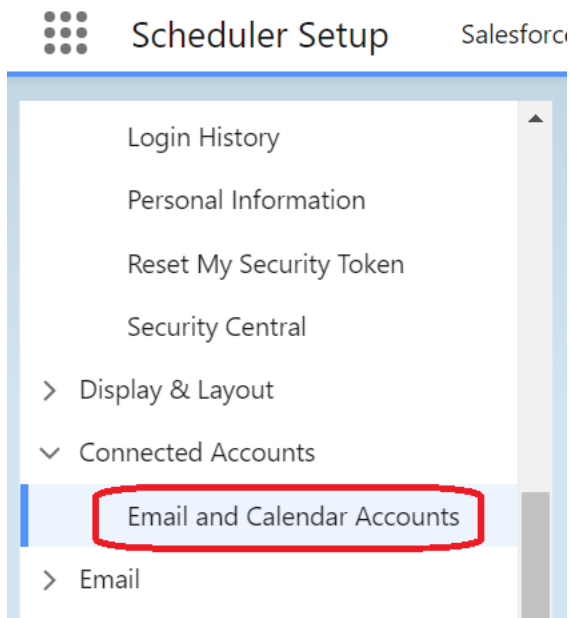 Scheduler Setup Salesforce
Login History
Personal Information
Reset My Security Token
Security Central
Display & Layout
Connected Accounts
Email and Calendar Accounts
Email